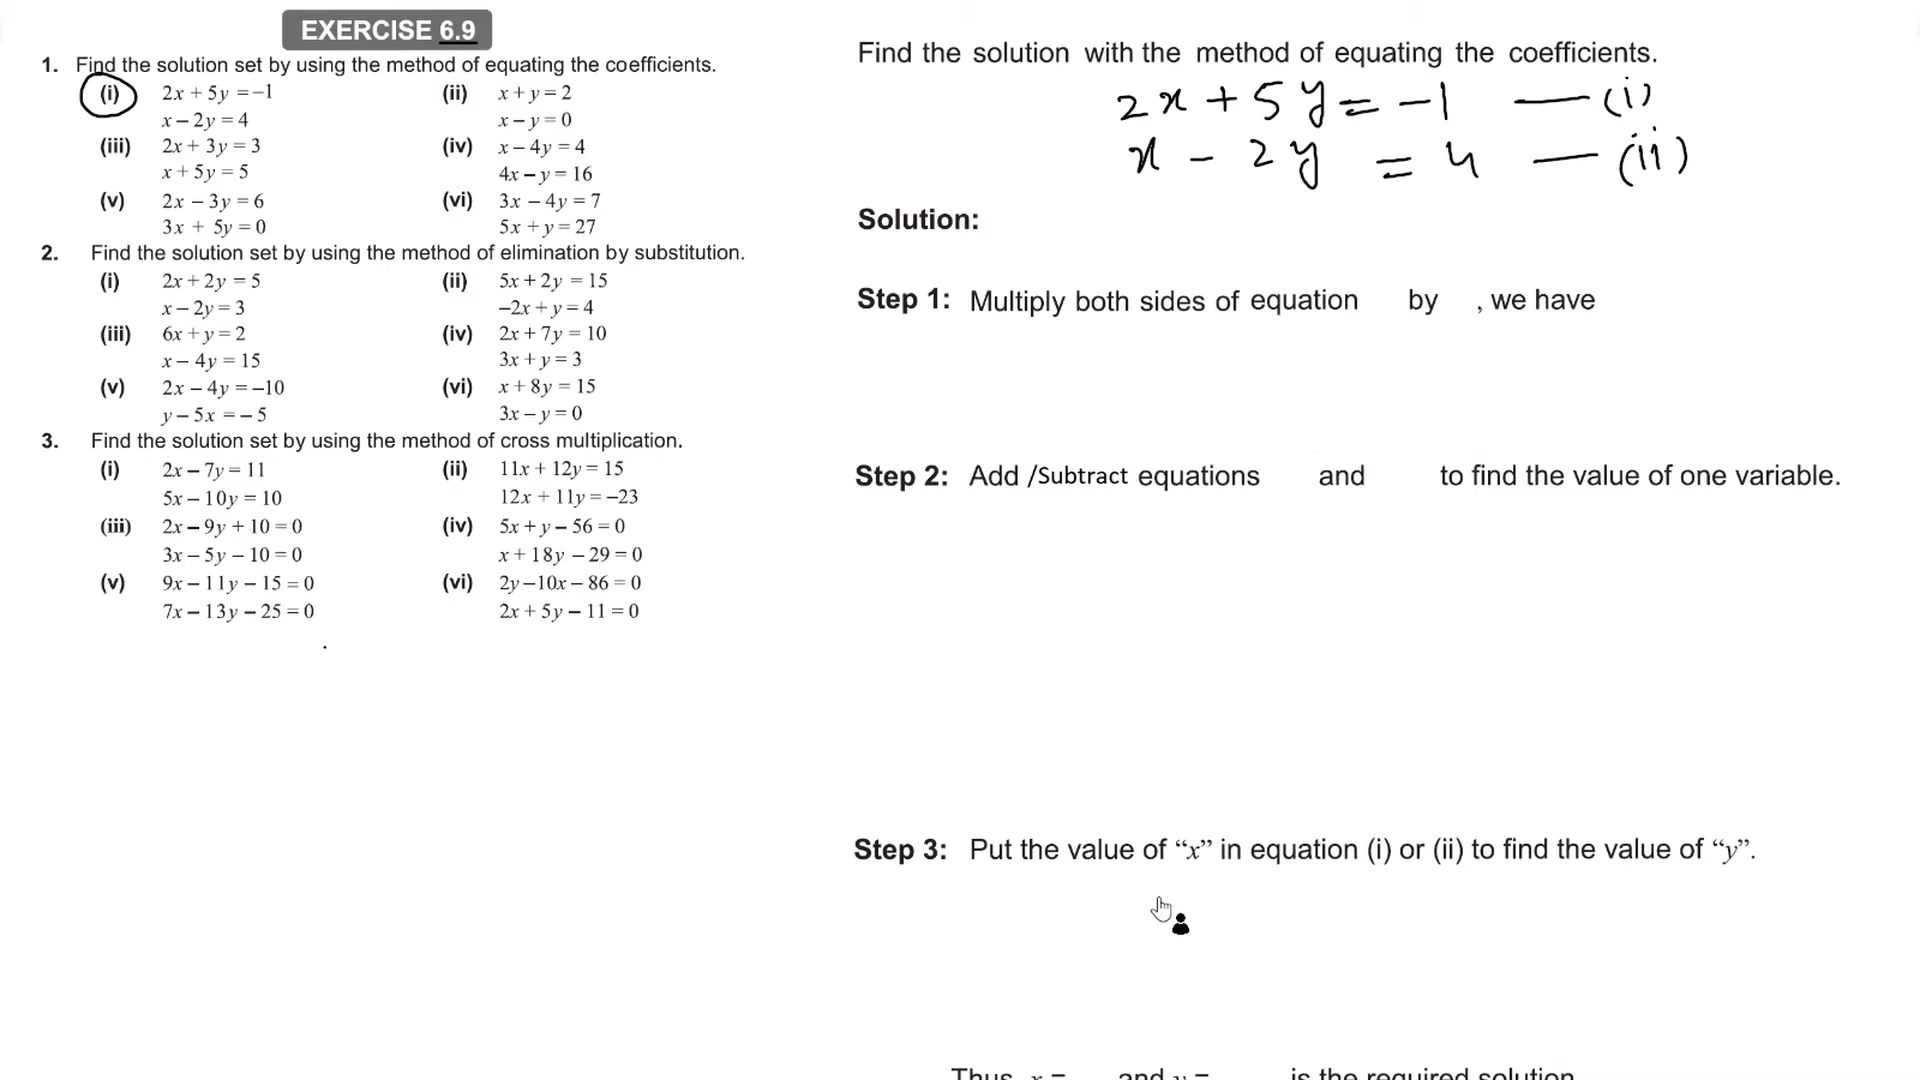 EXERCISE 6.9
1. Find the solution set by using the method of equating the coefficients.
(i) 2x + 5y = –1 (ii) x + y = 2
x – 2y = 4 x – y = 0
(iii) 2x + 3y = 3 (iv) x – 4y = 4
x + 5y = 5 4x – y = 16
(v) 2x – 3y = 6 (vi) 3x – 4y = 7
3x + 5y = 0 5x + y = 27
2. Find the solution set by using the method of elimination by substitution.
(i) 2x + 2y = 5 (ii) 5x + 2y = 15
x – 2y = 3 –2x + y = 4
(iii) 6x + y = 2 (iv) 2x + 7y = 10
x – 4y = 15 3x + y = 3
(v) 2x – 4y = –10 (vi) x + 8y = 15
y – 5x = – 5 3x – y = 0
3. Find the solution set by using the method of cross multiplication.
(i) 2x – 7y = 11 (ii) 11x + 12y = 15
5x – 10y = 10 12x + 11y = –23
(iii) 2x – 9y + 10 = 0 (iv) 5x + y – 56 = 0
3x – 5y – 10 = 0 x + 18y – 29 = 0
(v) 9x – 11y – 15 = 0 (vi) 2y –10x – 86 = 0
7x – 13y – 25 = 0 2x + 5y – 11 = 0
Find the solution with the method of equating the coefficients.
2x + 5y = -1 — (i)
x - 2y = 4 — (ii)
Solution:
Step 1: Multiply both sides of equation by , we have
Step 2: Add /Subtract equations and to find the value of one variable.
Step 3: Put the value of “x” in equation (i) or (ii) to find the value of “y”.
Thus x = and y = is the required solution